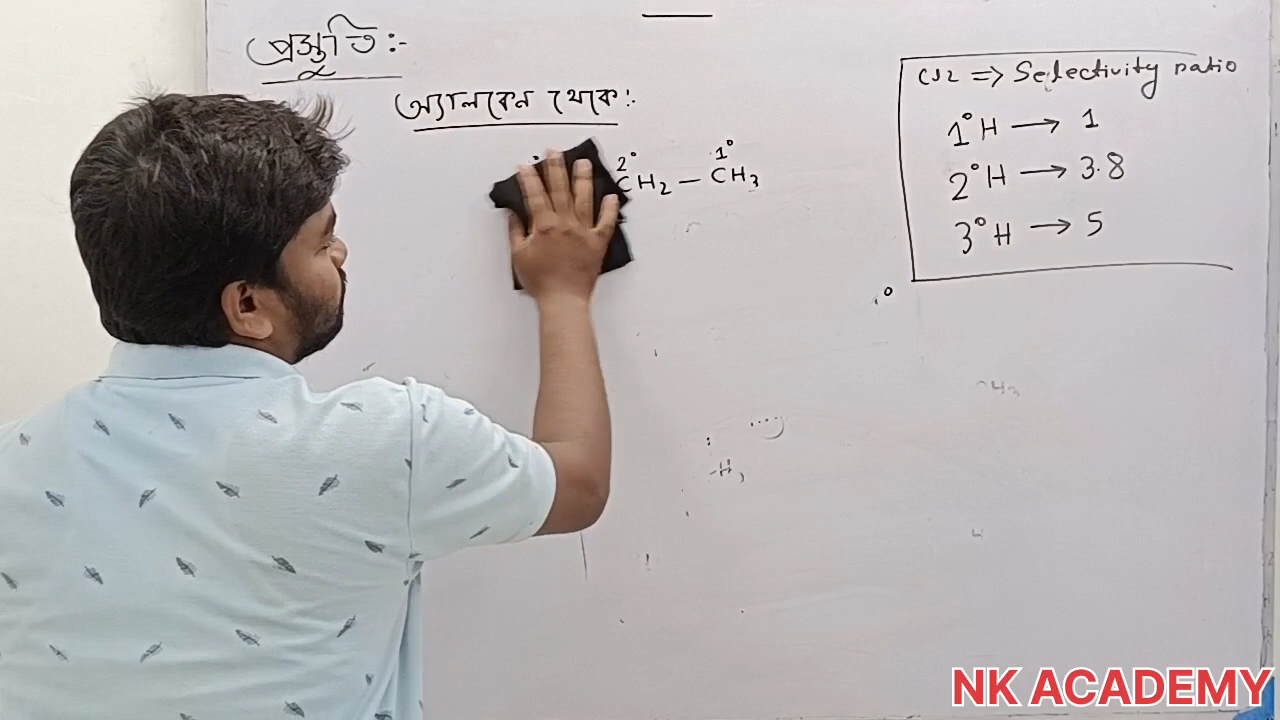 প্রস্তুতি :-
অ্যালকেন থেকে :
2° 1°
CH2 — CH3
Cl2 => Selectivity ratio
1°H → 1
2°H → 3.8
3°H → 5
NK ACADEMY